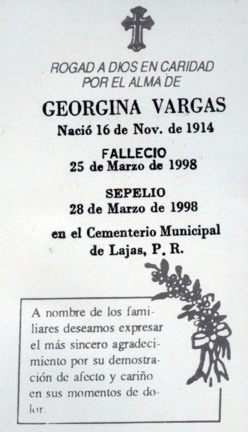 ROGAD A DIOS EN CARIDAD
POR EL ALMA DE
GEORGINA VARGAS
Nació 16 de Nov. de 1914
FALLECIO
25 de Marzo de 1998
SEPELIO
28 de Marzo de 1998
en el Cementerio Municipal
de Lajas, P. R.
A nombre de los fami-
liares deseamos expresar
el más sincero agradeci-
miento por su demostra-
ción de afecto y cariño
en sus momentos de do-
lor.